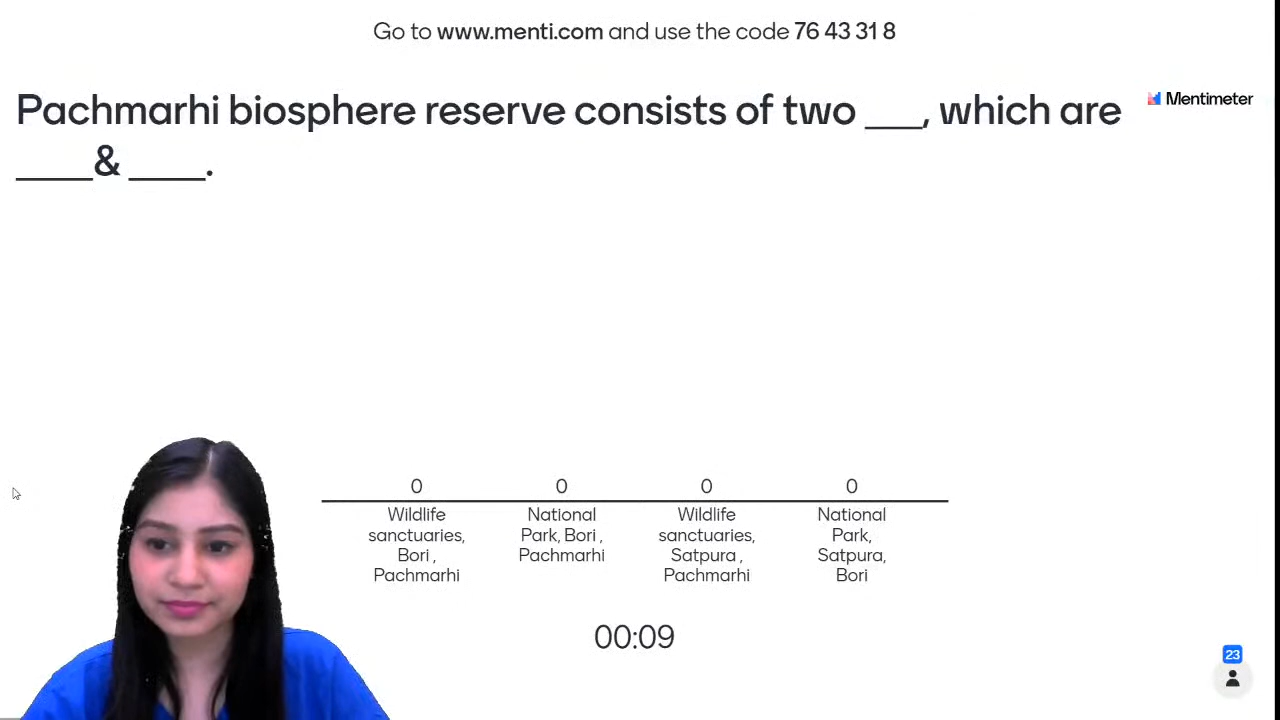 Go to www.menti.com and use the code 76 43 31 8
Pachmarhi biosphere reserve consists of two ___, which are
____& ____.
Mentimeter
0
0
0
0
Wildlife
sanctuaries,
Bori ,
Pachmarhi
National
Park, Bori ,
Pachmarhi
Wildlife
sanctuaries,
Satpura ,
Pachmarhi
National
Park,
Satpura,
Bori
00:09
23